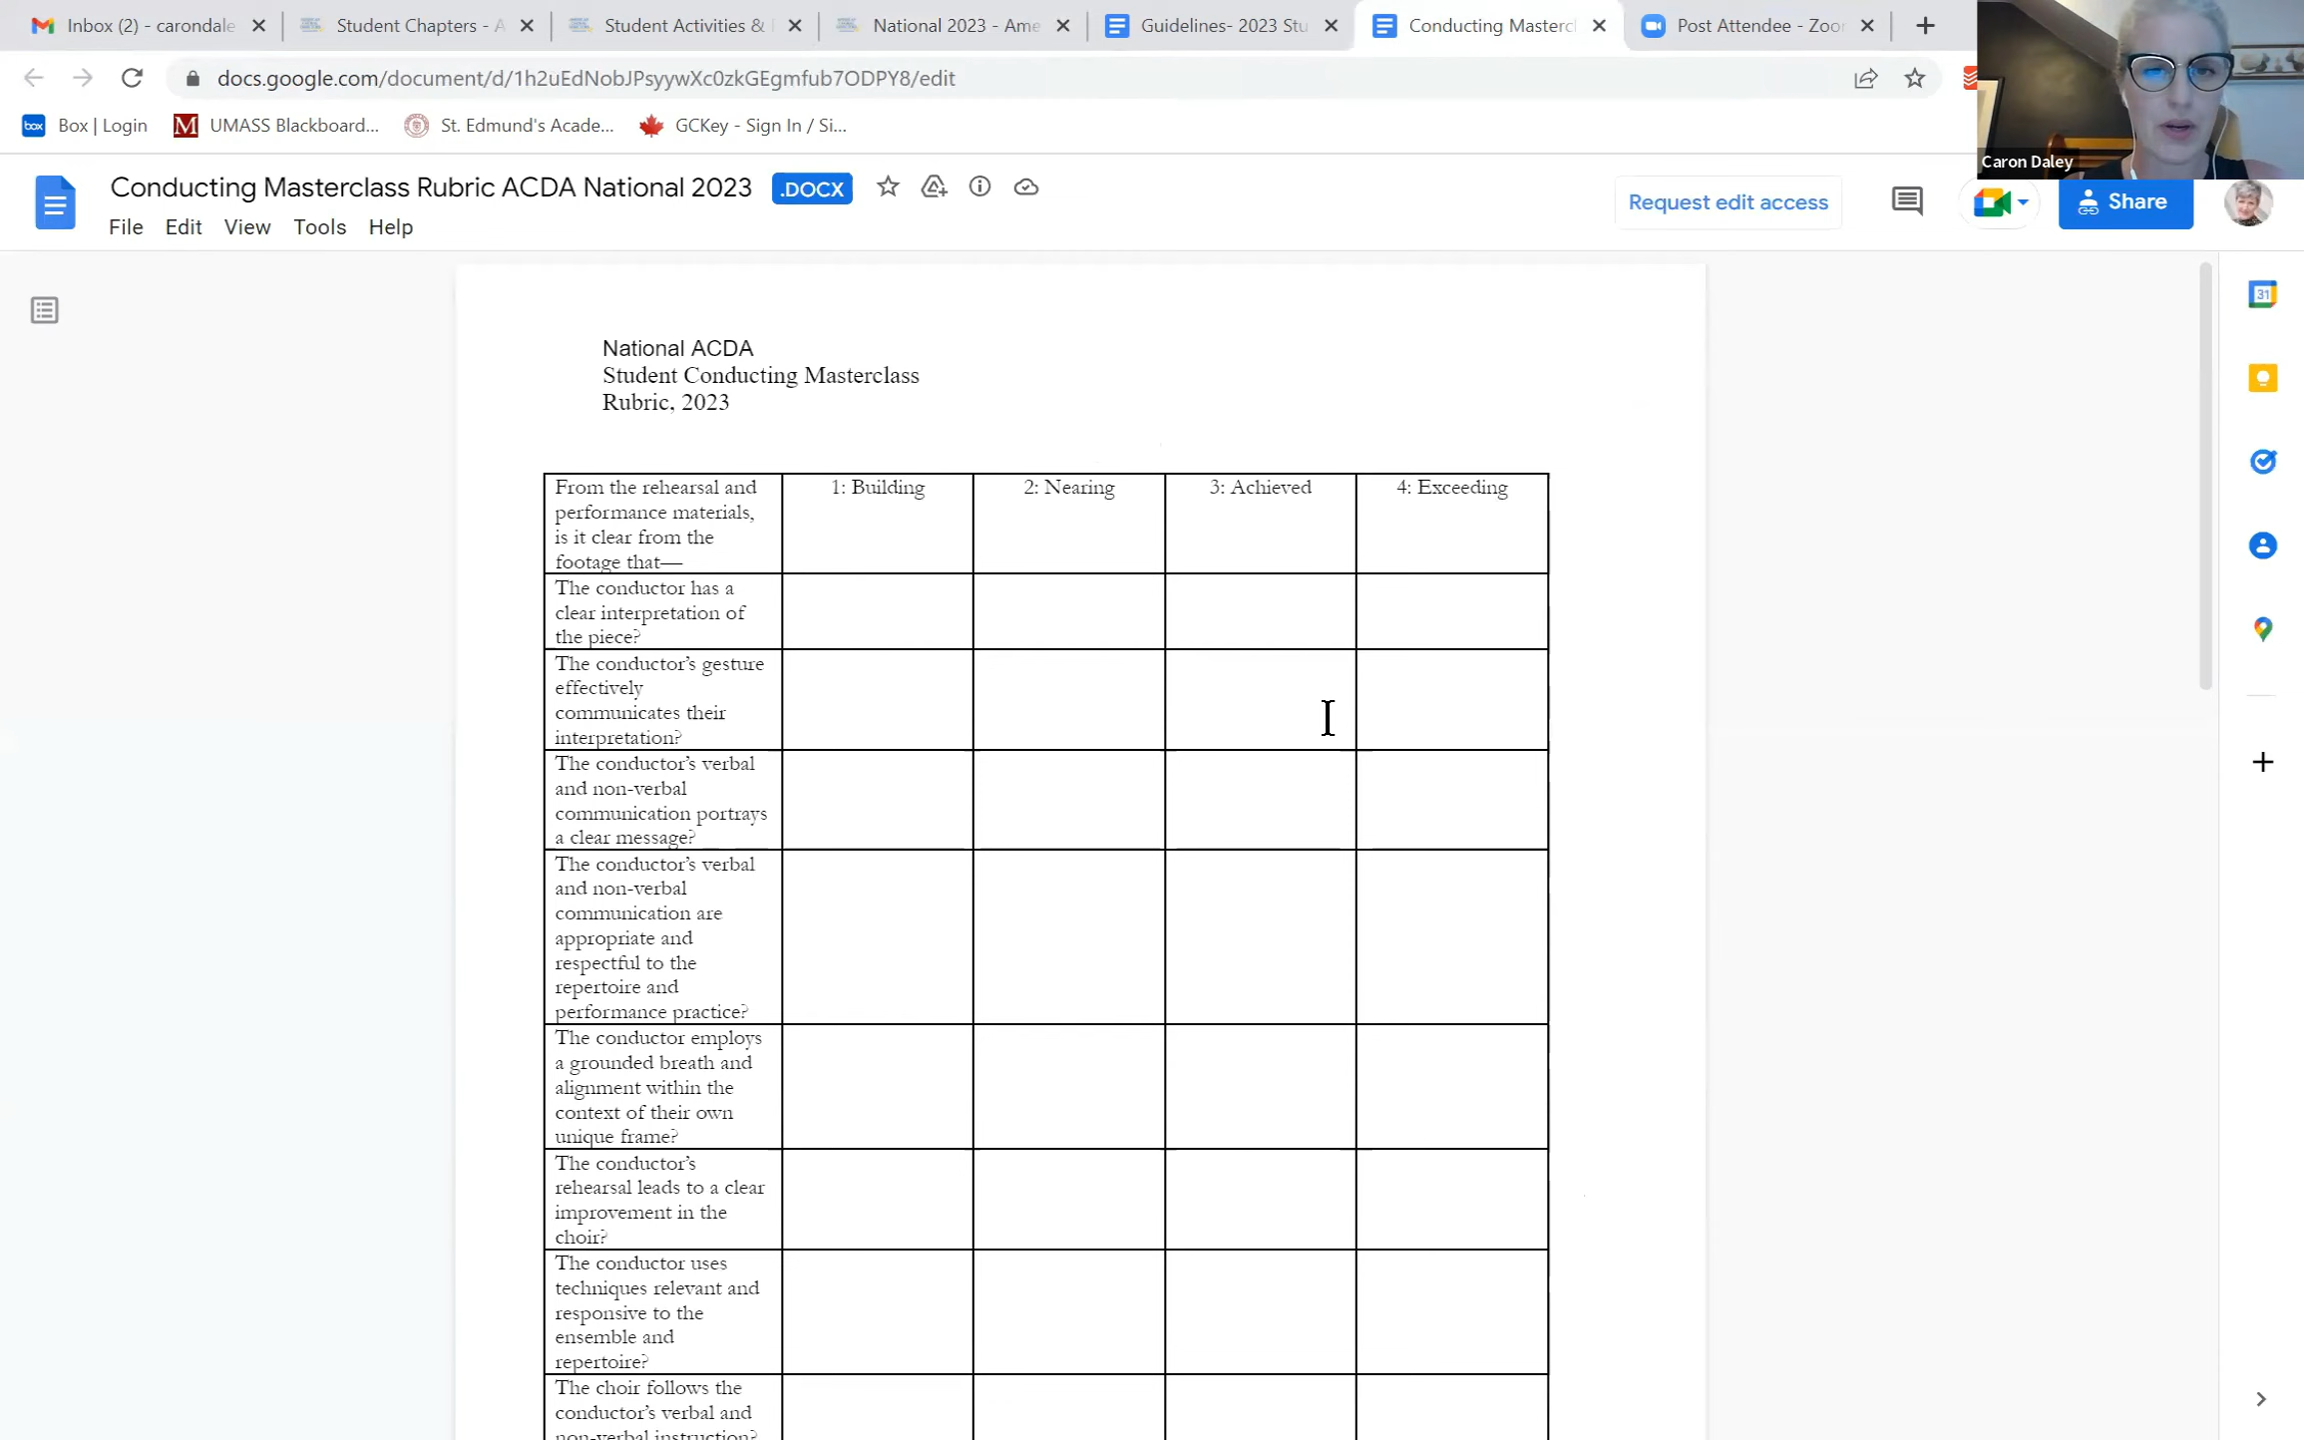 Inbox (2) - carondale
Student Chapters - A
Student Activities &
National 2023 - Ame
Guidelines- 2023 Stu
Conducting Mastercl
Post Attendee - Zoo
docs.google.com/document/d/1h2uEdNobJPsyywXc0zkGEgmfub7ODPY8/edit
box
Box | Login
UMASS Blackboard...
St. Edmund's Acade...
GCKey - Sign In / Si...
Caron Daley
Conducting Masterclass Rubric ACDA National 2023
.DOCX
Request edit access
Share
File Edit View Tools Help
31
National ACDA
Student Conducting Masterclass
Rubric, 2023
From the rehearsal and
performance materials,
is it clear from the
footage that—
1: Building
2: Nearing
3: Achieved
4: Exceeding
The conductor has a
clear interpretation of
the piece?
The conductor's gesture
effectively
communicates their
interpretation?
The conductor's verbal
and non-verbal
communication portrays
a clear message?
The conductor's verbal
and non-verbal
communication are
appropriate and
respectful to the
repertoire and
performance practice?
The conductor employs
a grounded breath and
alignment within the
context of their own
unique frame?
The conductor's
rehearsal leads to a clear
improvement in the
choir?
The conductor uses
techniques relevant and
responsive to the
ensemble and
repertoire?
The choir follows the
conductor's verbal and
non-verbal instruction?